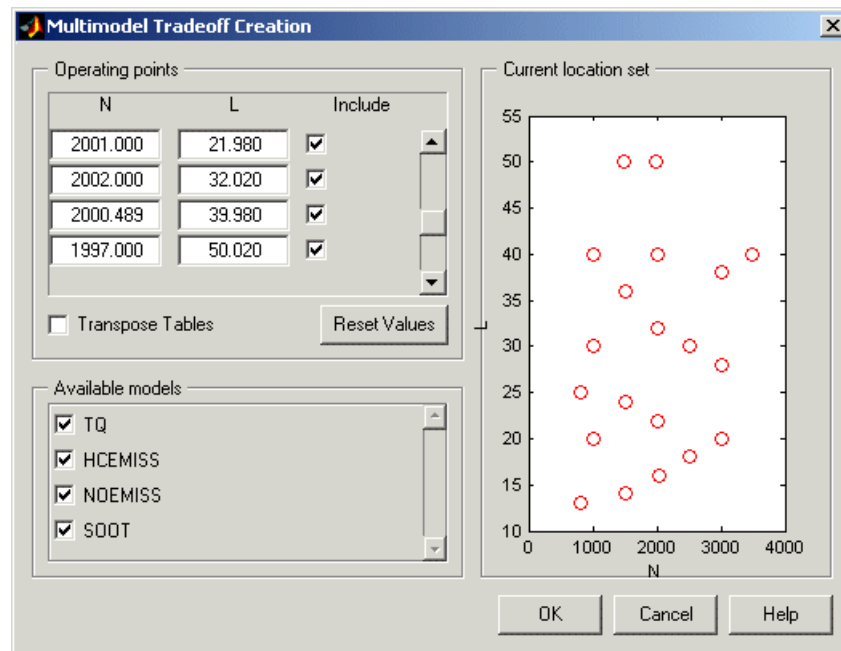 Multimodel Tradeoff Creation
Operating points
N L Include
2001.000 21.980
2002.000 32.020
2000.489 39.980
1997.000 50.020
Transpose Tables Reset Values
Available models
TQ
HCEMISS
NOEMISS
SOOT
Current location set
55
50
45
40
35
30
25
20
15
10
0 1000 2000 3000 4000
N
L
OK Cancel Help